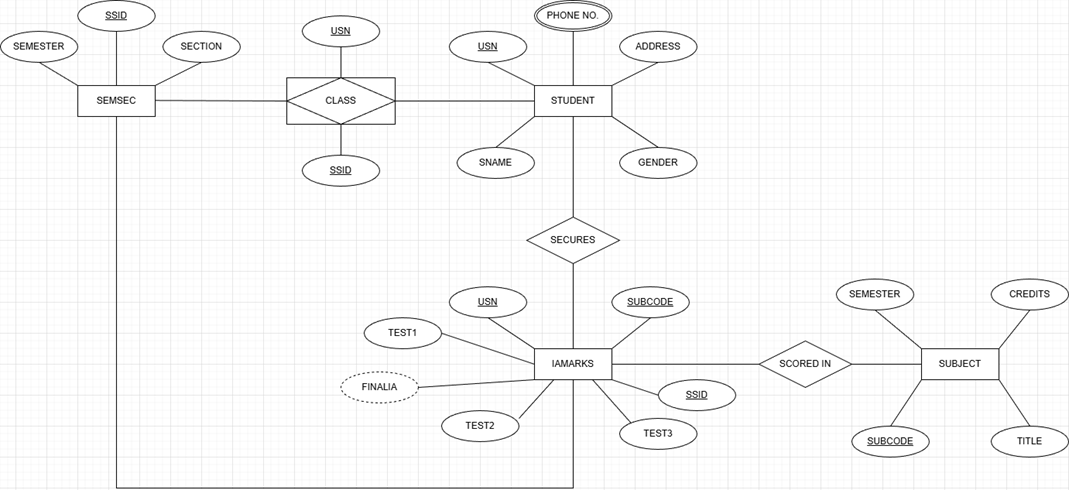 SSID
PHONE NO.
USN
SEMESTER
SECTION
USN
ADDRESS
SEMSEC
CLASS
STUDENT
SSID
SNAME
GENDER
SECURES
USN
SUBCODE
SEMESTER
CREDITS
TEST1
IAMARKS
SCORED IN
SUBJECT
FINALIA
SSID
TEST2
TEST3
SUBCODE
TITLE